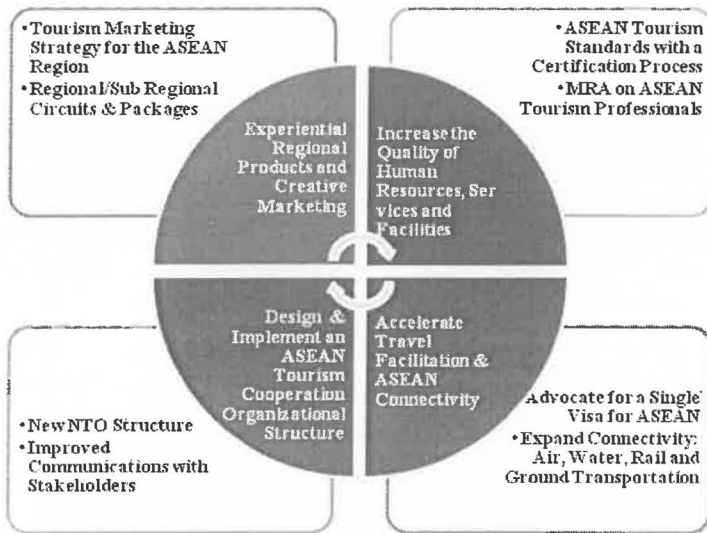 •Tourism Marketing
Strategy for the ASEAN
Region
•Regional/Sub Regional
Circuits & Packages
•ASEAN Tourism
Standards with a
Certification Process
•MRA on ASEAN
Tourism Professionals
Experiential
Regional
Products and
Creative
Marketing
Increase the
Quality of
Human
Resources, Ser
vices and
Facilities
Design &
Implement an
ASEAN
Tourism
Cooperation
Organizational
Structure
Accelerate
Travel
Facilitation &
ASEAN
Connectivity
•New NTO Structure
•Improved
Communications with
Stakeholders
Advocate for a Single
Visa for ASEAN
•Expand Connectivity:
Air, Water, Rail and
Ground Transportation